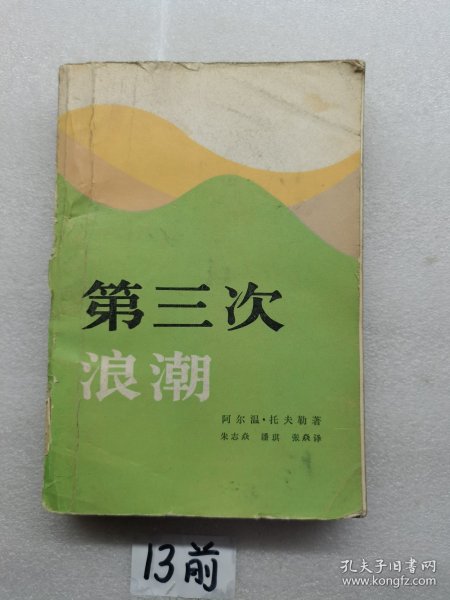 第三次
浪潮
阿尔温·托夫勒著
朱志焱 潘琪 张焱译
13前
孔夫子旧书网
www.kongfz.com